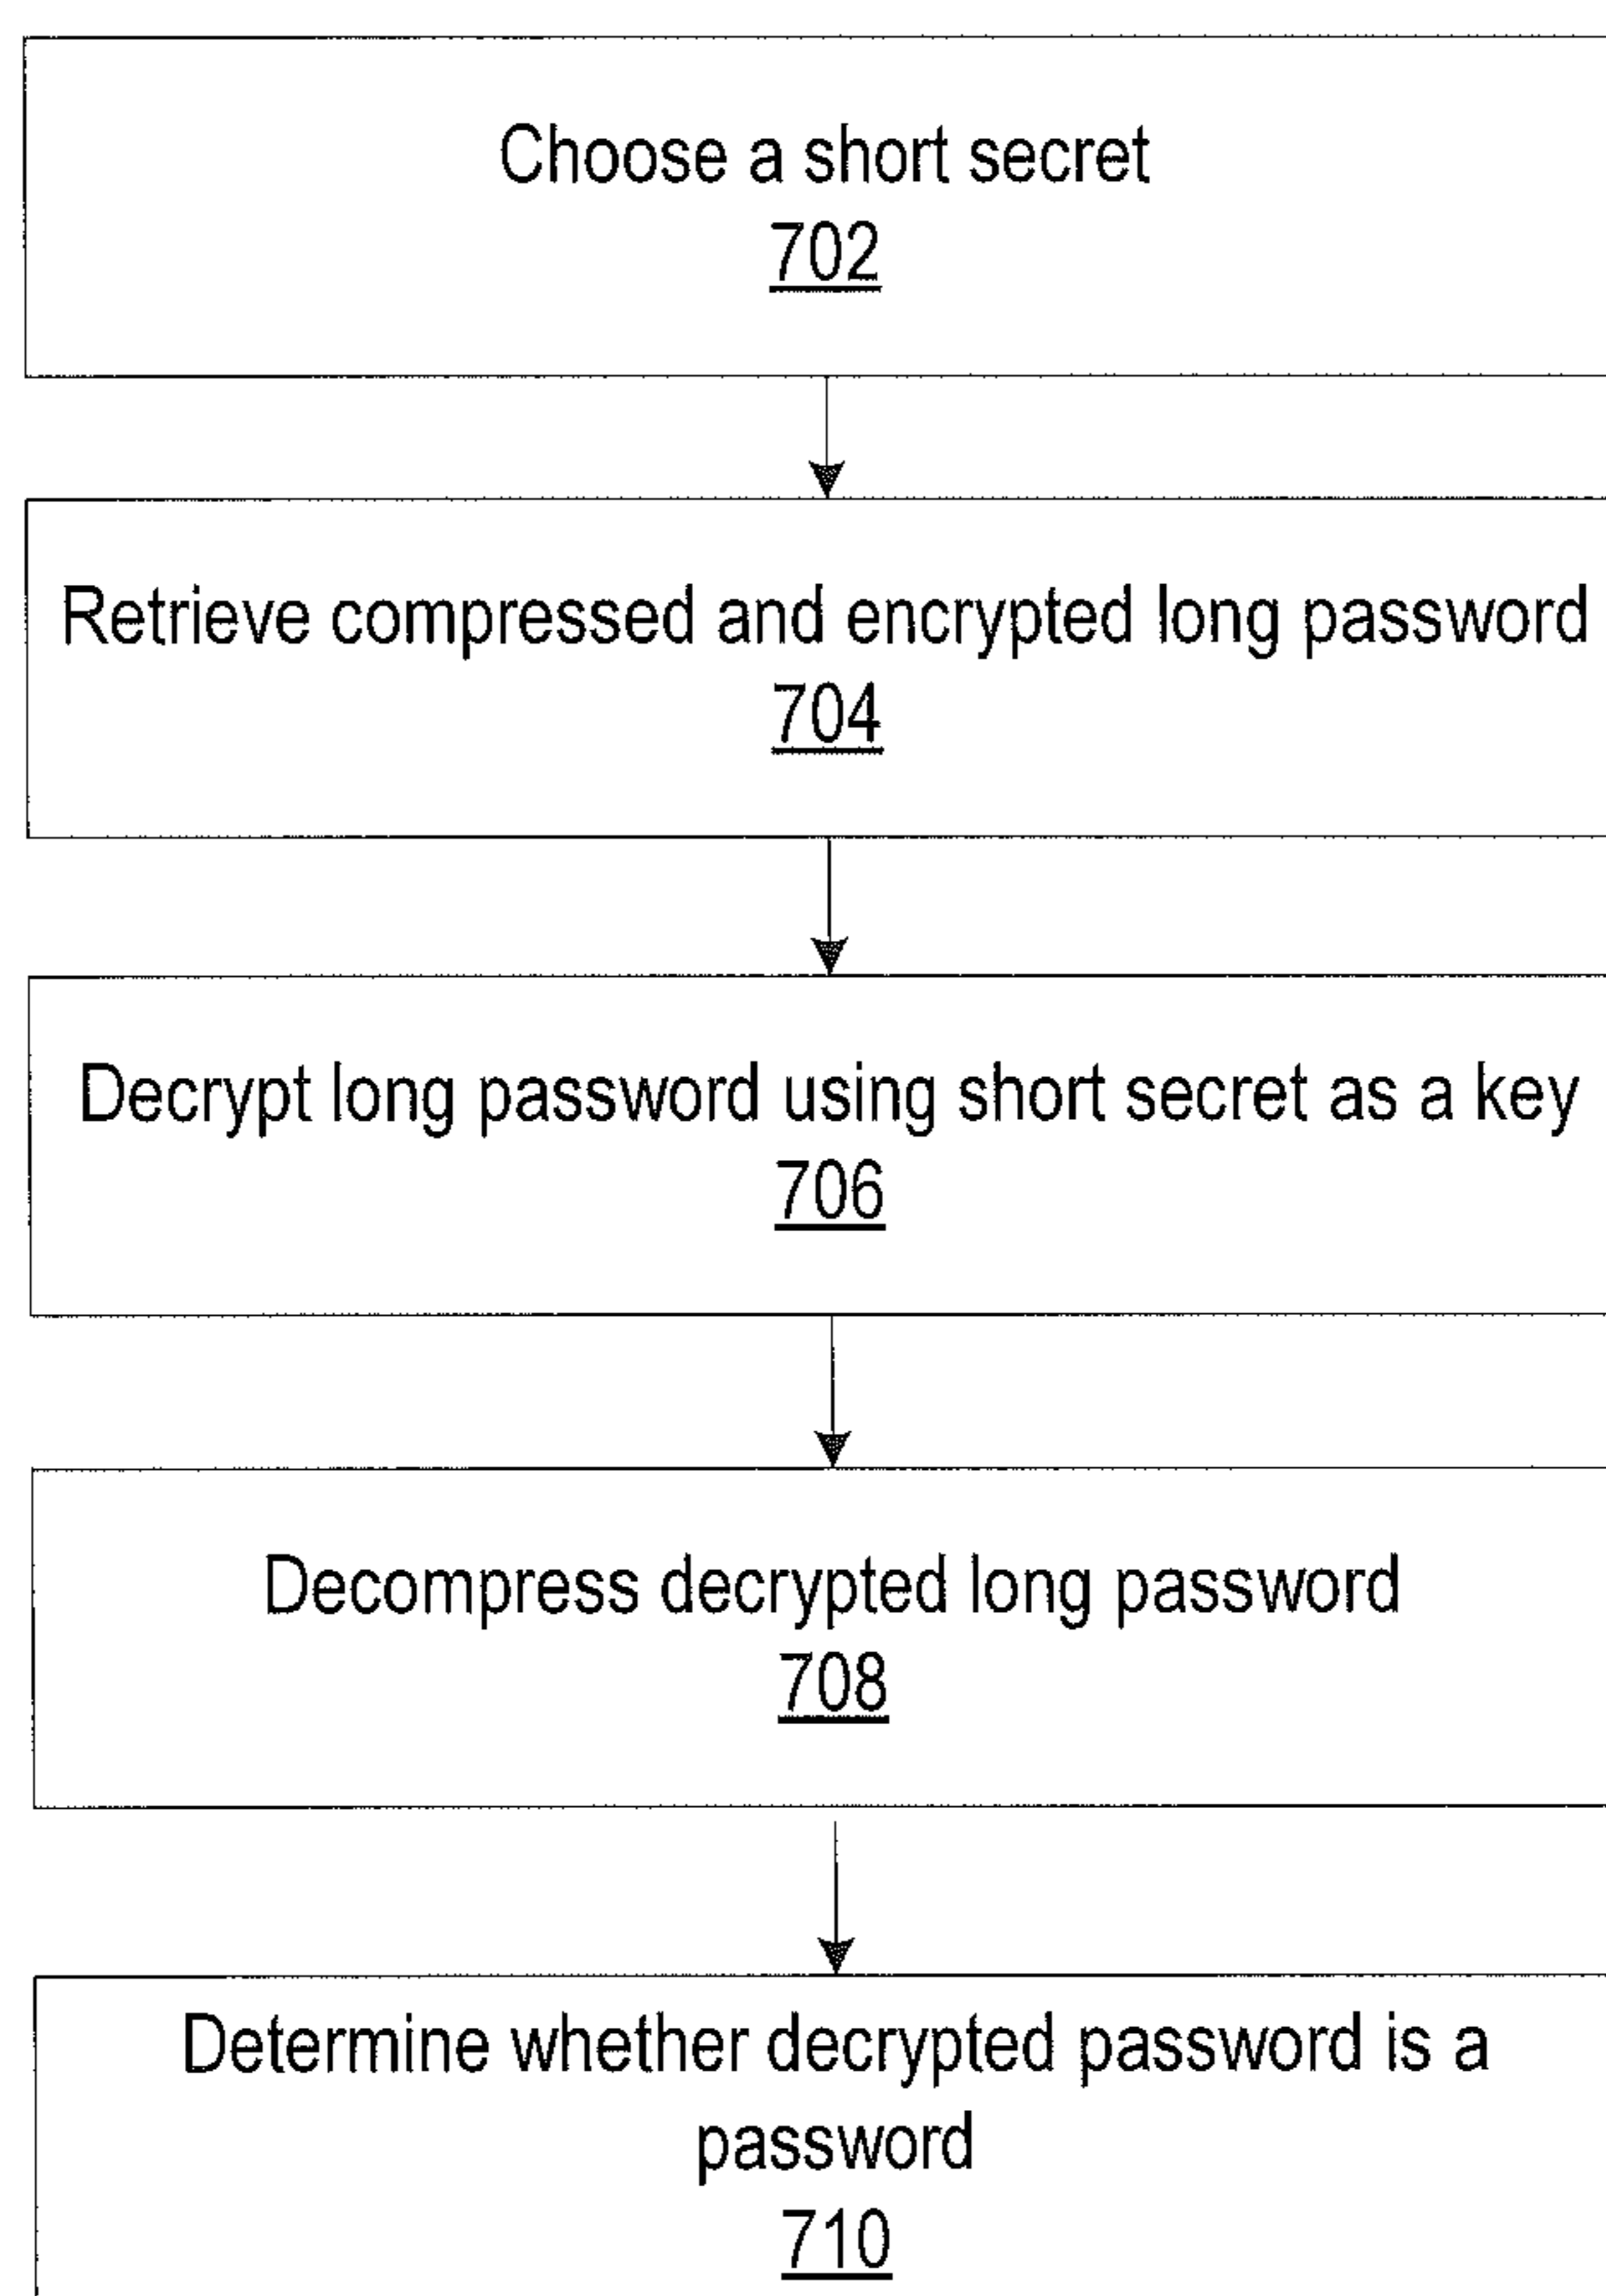 Choose a short secret
702
Retrieve compressed and encrypted long password
704
Decrypt long password using short secret as a key
706
Decompress decrypted long password
708
Determine whether decrypted password is a
password
710